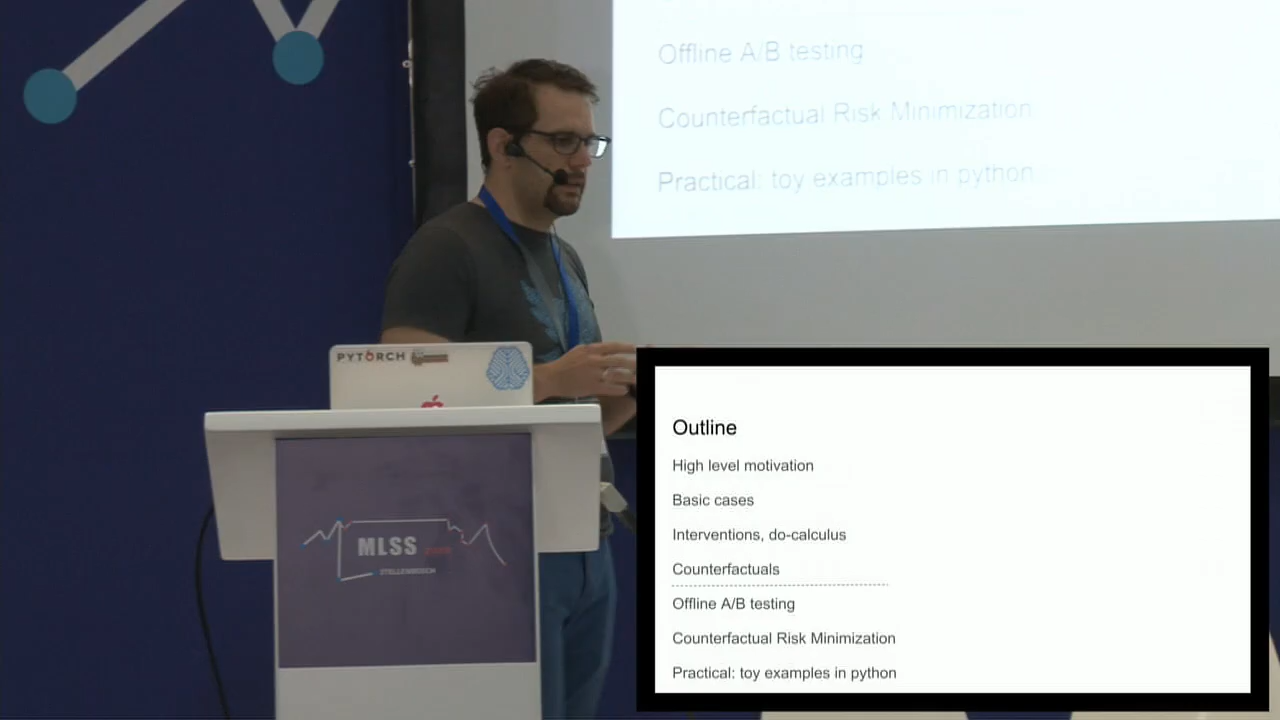 Offline A/B testing
Counterfactual Risk Minimization
Practical: toy examples in python
PYTORCH
MLSS
STELLENBOSCH
Outline
High level motivation
Basic cases
Interventions, do-calculus
Counterfactuals
Offline A/B testing
Counterfactual Risk Minimization
Practical: toy examples in python